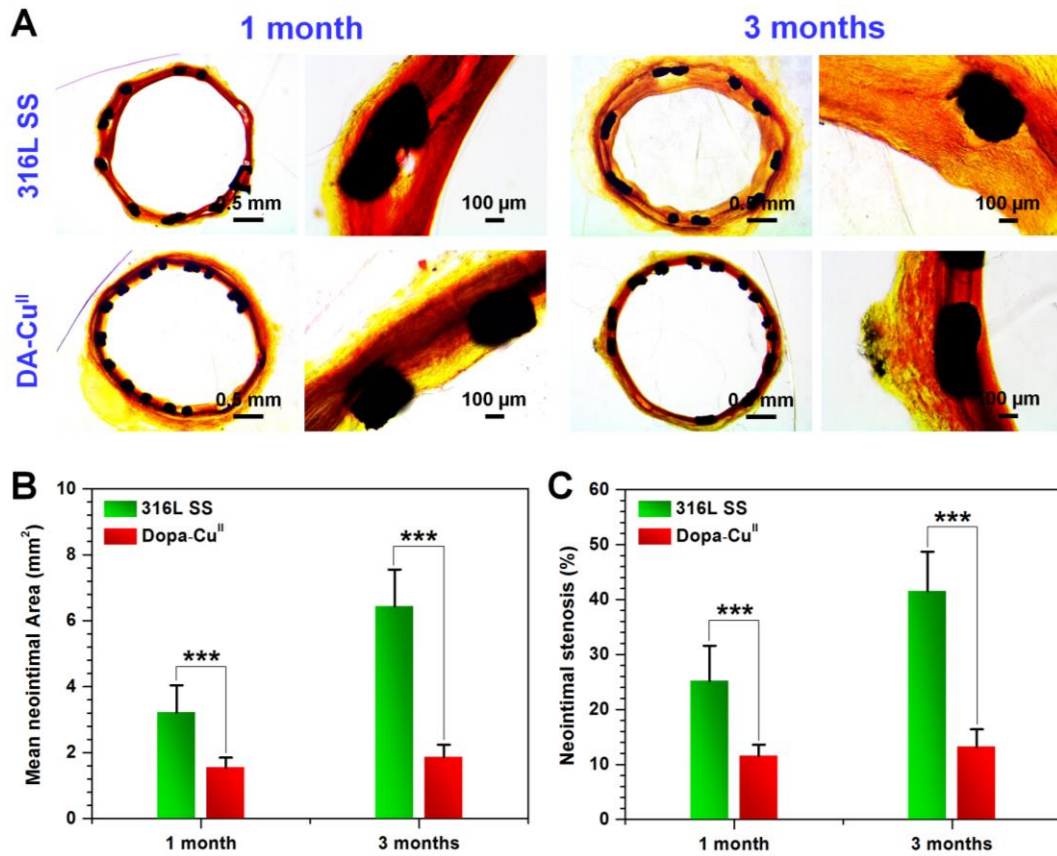 A
1 month
3 months
316L SS
0.5 mm
100 µm
0.5 mm
100 µm
DA-Cuᴵᴵ
0.5 mm
100 µm
0.5 mm
100 µm
B
Mean neointimal Area (mm²)
10
8
6
4
2
0
316L SS
Dopa-Cuᴵᴵ
***
***
1 month
3 months
C
Neointimal stenosis (%)
60
50
40
30
20
10
0
316L SS
Dopa-Cuᴵᴵ
***
***
1 month
3 months